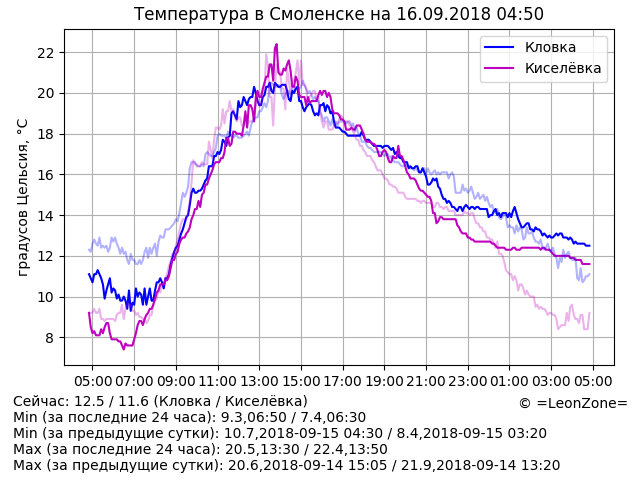 Температура в Смоленске на 16.09.2018 04:50
Кловка
Киселёвка
градусов Цельсия, °C
22
20
18
16
14
12
10
8
05:00 07:00 09:00 11:00 13:00 15:00 17:00 19:00 21:00 23:00 01:00 03:00 05:00
Сейчас: 12.5 / 11.6 (Кловка / Киселёвка)
© =LeonZone=
Min (за последние 24 часа): 9.3,06:50 / 7.4,06:30
Min (за предыдущие сутки): 10.7,2018-09-15 04:30 / 8.4,2018-09-15 03:20
Max (за последние 24 часа): 20.5,13:30 / 22.4,13:50
Max (за предыдущие сутки): 20.6,2018-09-14 15:05 / 21.9,2018-09-14 13:20